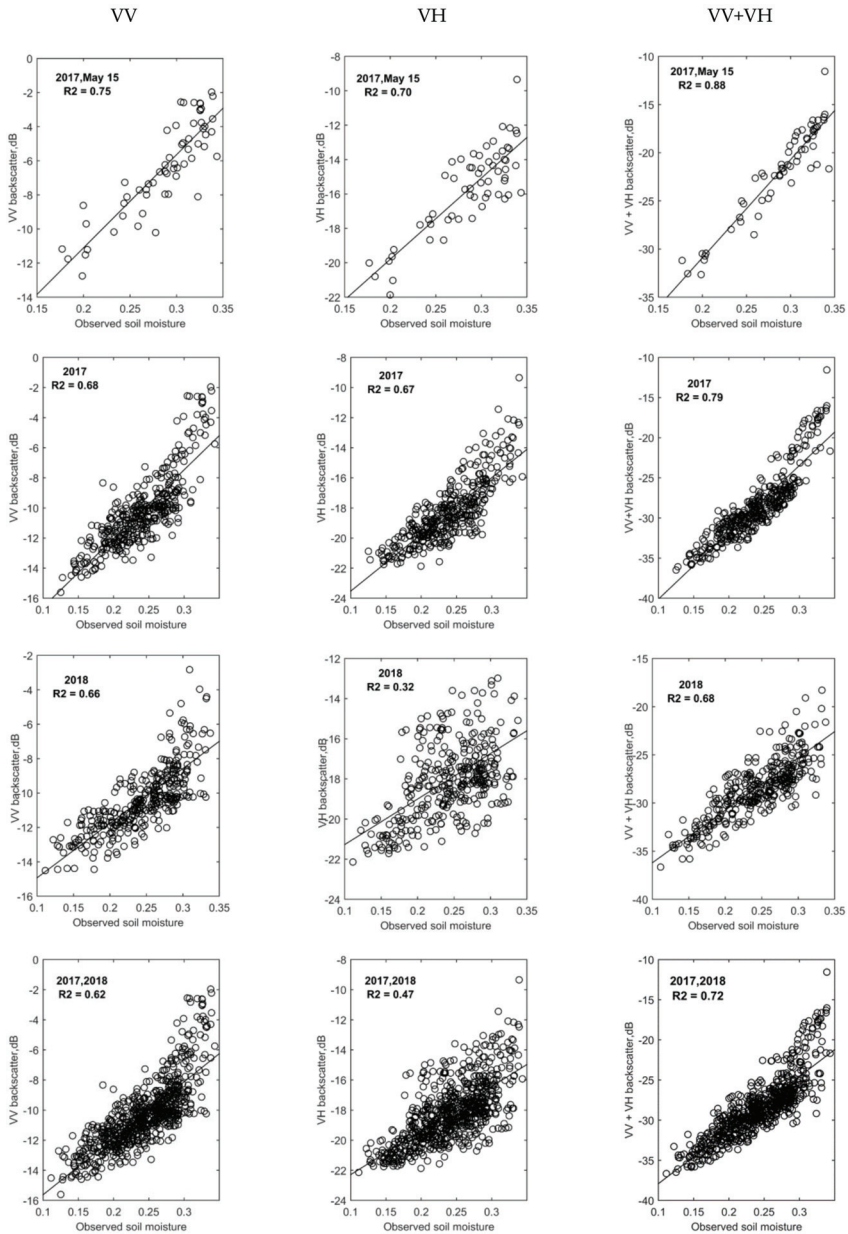 VV VH VV+VH
0
-2
-4
-6
-8
-10
-12
-14
VV backscatter,dB
2017,May 15
R2 = 0.75
0.15 0.2 0.25 0.3 0.35
Observed soil moisture
-8
-10
-12
-14
-16
-18
-20
-22
VH backscatter,dB
2017,May 15
R2 = 0.70
0.15 0.2 0.25 0.3 0.35
Observed soil moisture
-10
-15
-20
-25
-30
-35
VV + VH backscatter,dB
2017,May 15
R2 = 0.88
0.15 0.2 0.25 0.3 0.35
Observed soil moisture
0
-2
-4
-6
-8
-10
-12
-14
-16
VV backscatter,dB
2017
R2 = 0.68
0.1 0.15 0.2 0.25 0.3
Observed soil moisture
-8
-10
-12
-14
-16
-18
-20
-22
-24
VH backscatter,dB
2017
R2 = 0.67
0.1 0.15 0.2 0.25 0.3
Observed soil moisture
-10
-15
-20
-25
-30
-35
-40
VV+VH backscatter,dB
2017
R2 = 0.79
0.1 0.15 0.2 0.25 0.3
Observed soil moisture
-2
-4
-6
-8
-10
-12
-14
-16
VV backscatter,dB
2018
R2 = 0.66
0.1 0.15 0.2 0.25 0.3 0.35
Observed soil moisture
-12
-14
-16
-18
-20
-22
-24
VH backscatter,dB
2018
R2 = 0.32
0.1 0.15 0.2 0.25 0.3 0.35
Observed soil moisture
-15
-20
-25
-30
-35
-40
VV + VH backscatter,dB
2018
R2 = 0.68
0.1 0.15 0.2 0.25 0.3 0.35
Observed soil moisture
0
-2
-4
-6
-8
-10
-12
-14
-16
VV backscatter,dB
2017,2018
R2 = 0.62
0.1 0.15 0.2 0.25 0.3
Observed soil moisture
-8
-10
-12
-14
-16
-18
-20
-22
-24
VH backscatter,dB
2017,2018
R2 = 0.47
0.1 0.15 0.2 0.25 0.3
Observed soil moisture
-10
-15
-20
-25
-30
-35
-40
VV + VH backscatter,dB
2017,2018
R2 = 0.72
0.1 0.15 0.2 0.25 0.3
Observed soil moisture